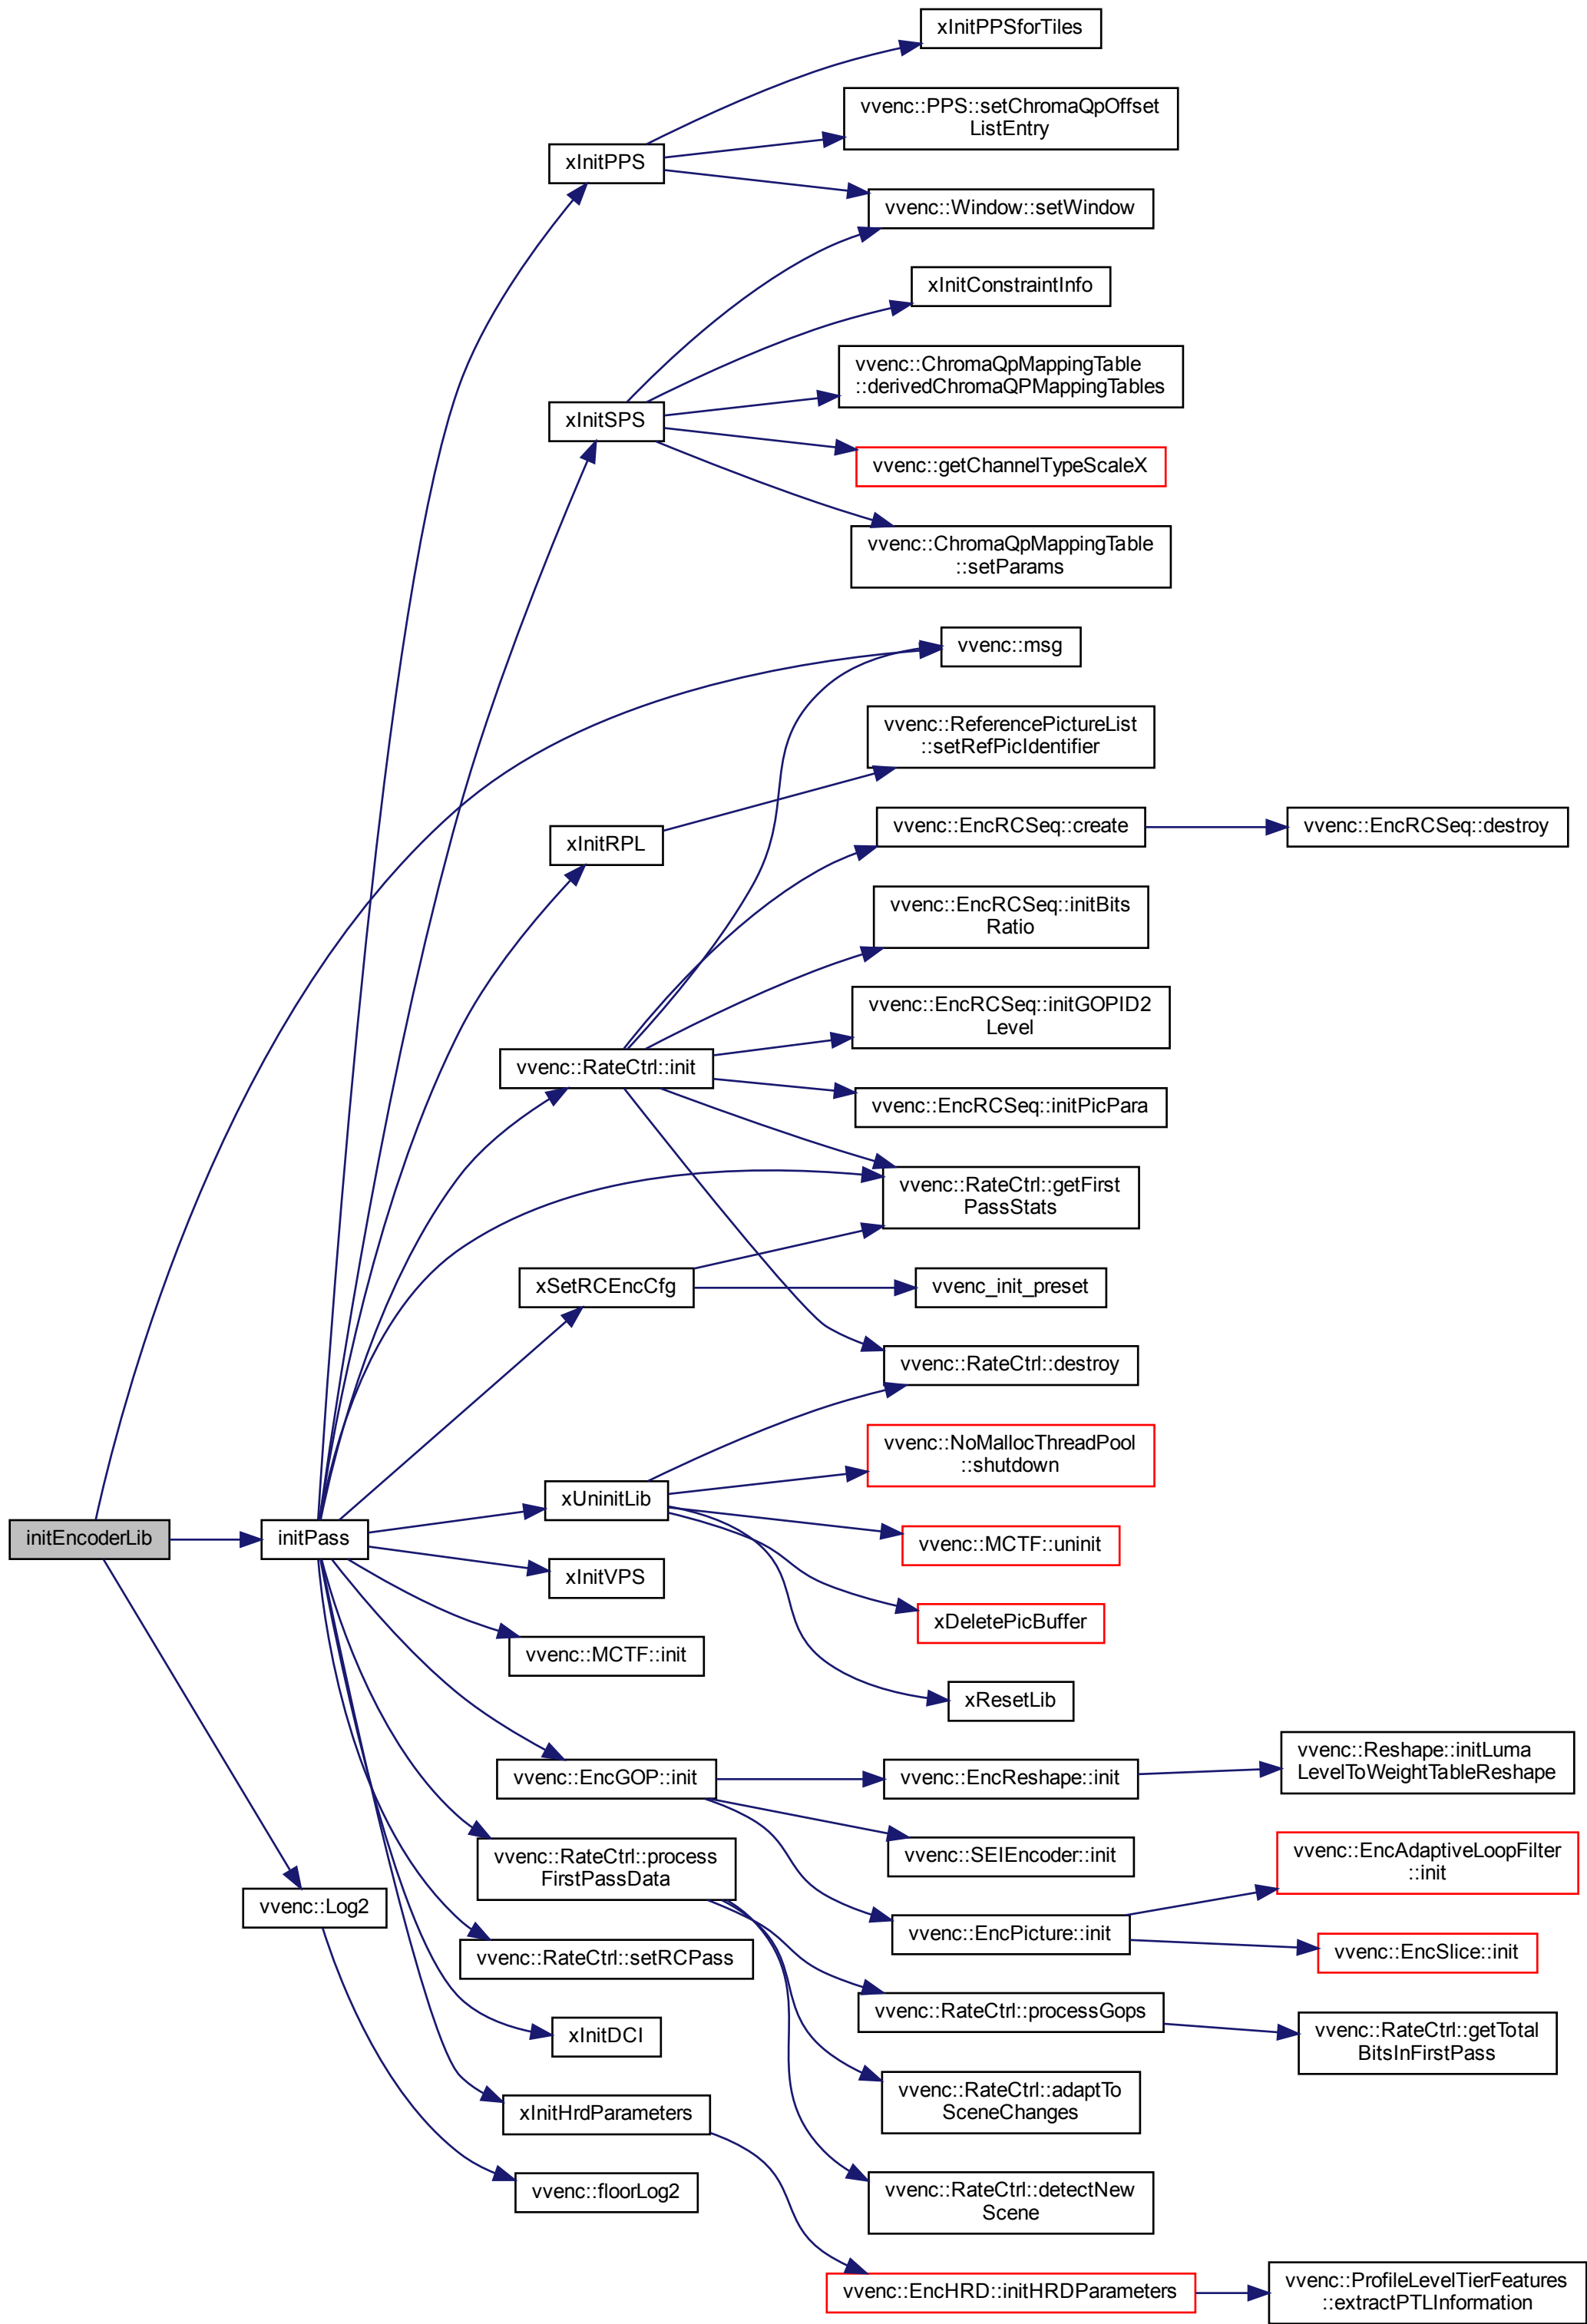 xInitPPSforTiles
vvenc::PPS::setChromaQpOffset
ListEntry
xInitPPS
vvenc::Window::setWindow
xInitConstraintInfo
vvenc::ChromaQpMappingTable
::derivedChromaQPMappingTables
xInitSPS
vvenc::getChannelTypeScaleX
vvenc::ChromaQpMappingTable
::setParams
vvenc::msg
vvenc::ReferencePictureList
::setRefPicIdentifier
xInitRPL
vvenc::EncRCSeq::create
vvenc::EncRCSeq::destroy
vvenc::EncRCSeq::initBits
Ratio
vvenc::EncRCSeq::initGOPID2
Level
vvenc::RateCtrl::init
vvenc::EncRCSeq::initPicPara
vvenc::RateCtrl::getFirst
PassStats
xSetRCEncCfg
vvenc_init_preset
vvenc::RateCtrl::destroy
vvenc::NoMallocThreadPool
::shutdown
xUninitLib
initEncoderLib
initPass
vvenc::MCTF::uninit
xInitVPS
xDeletePicBuffer
vvenc::MCTF::init
xResetLib
vvenc::EncGOP::init
vvenc::EncReshape::init
vvenc::Reshape::initLuma
LevelToWeightTableReshape
vvenc::SEIEncoder::init
vvenc::RateCtrl::process
FirstPassData
vvenc::EncAdaptiveLoopFilter
::init
vvenc::Log2
vvenc::EncPicture::init
vvenc::EncSlice::init
vvenc::RateCtrl::setRCPass
vvenc::RateCtrl::processGops
vvenc::RateCtrl::getTotal
BitsInFirstPass
xInitDCI
vvenc::RateCtrl::adaptTo
SceneChanges
xInitHrdParameters
vvenc::floorLog2
vvenc::RateCtrl::detectNew
Scene
vvenc::EncHRD::initHRDParameters
vvenc::ProfileLevelTierFeatures
::extractPTLInformation